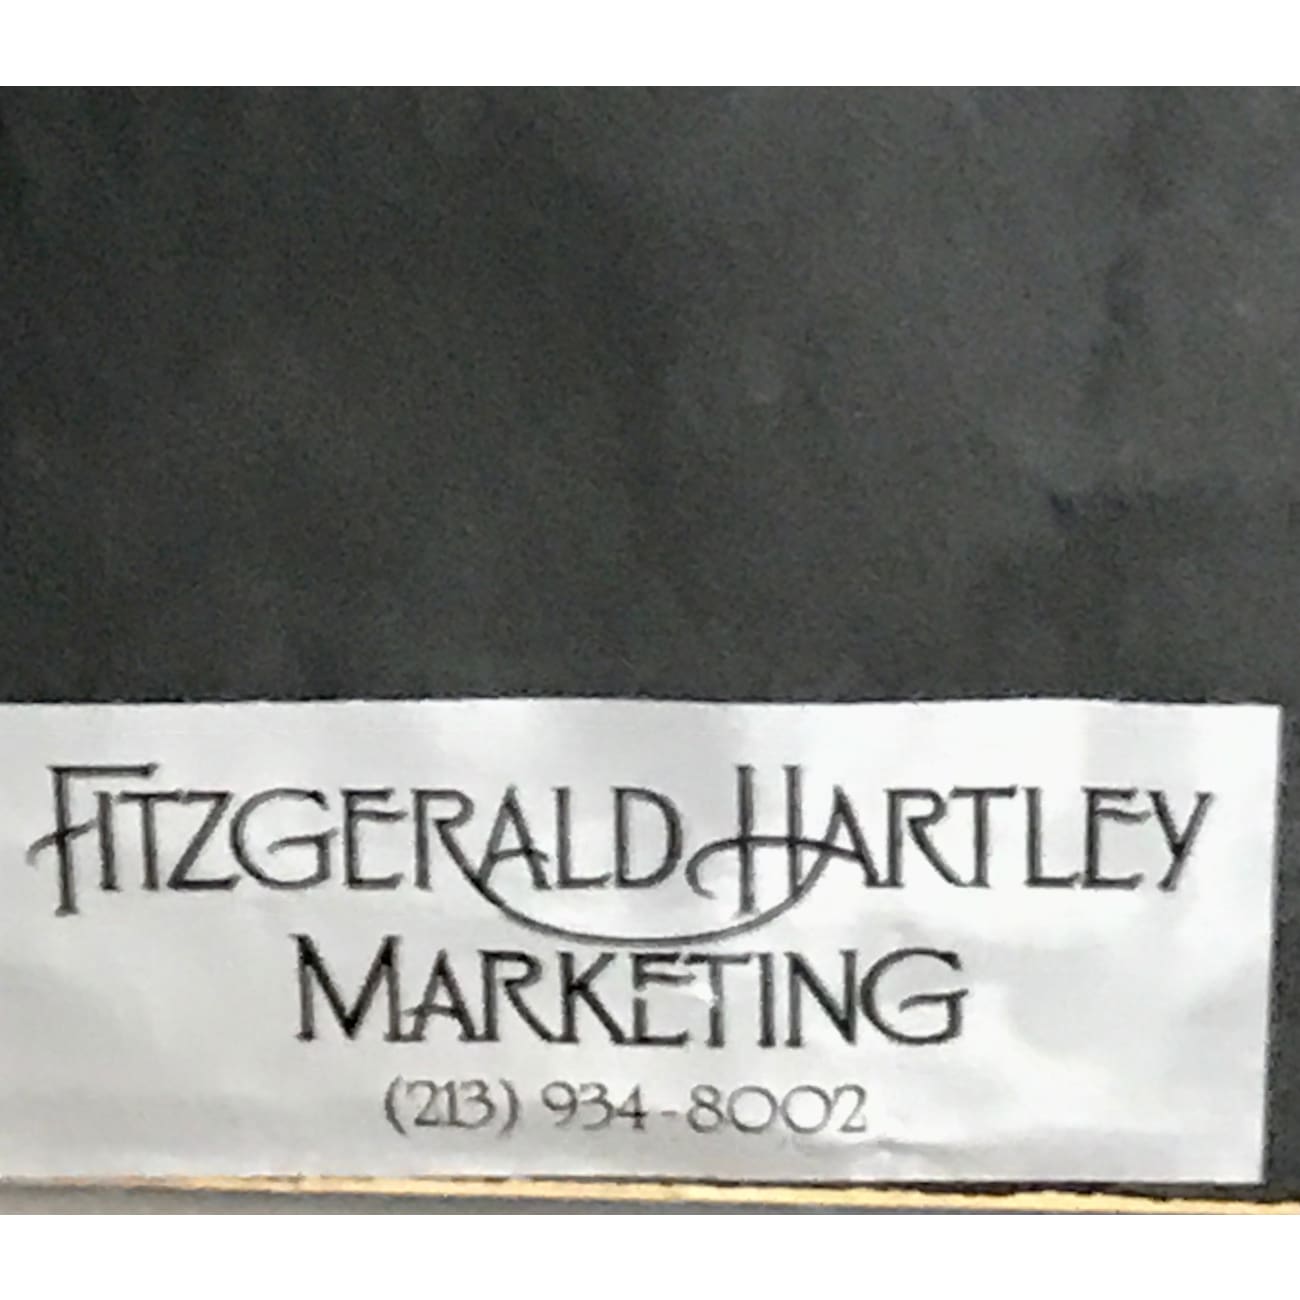 FITZGERALD HARTLEY
MARKETING
(213) 934-8002